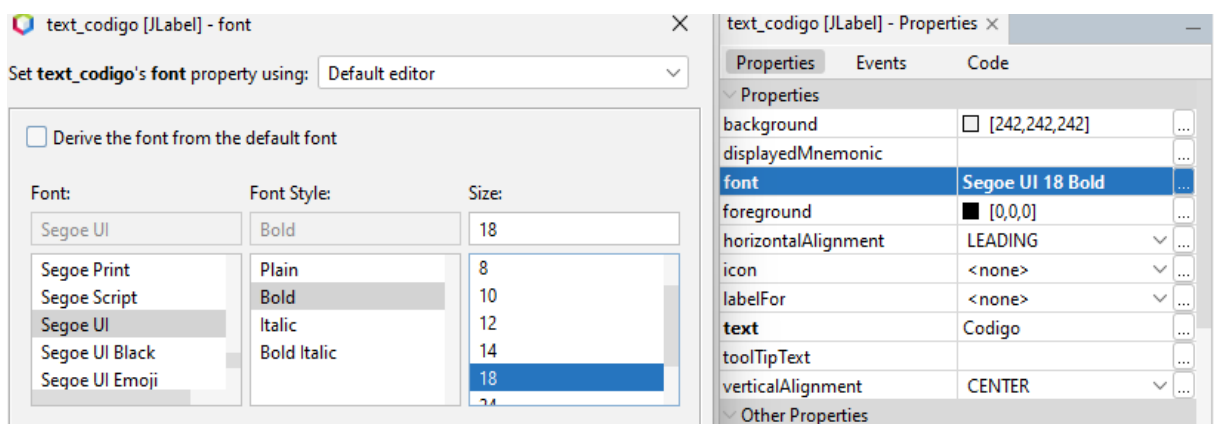 text_codigo [JLabel] - font
Set text_codigo's font property using: Default editor
Derive the font from the default font
Font: Font Style: Size:
Segoe UI Bold 18
Segoe Print Plain 8
Segoe Script Bold 10
Segoe UI Italic 12
Segoe UI Black Bold Italic 14
Segoe UI Emoji 18
24
text_codigo [JLabel] - Properties
Properties Events Code
Properties
background [242,242,242] ...
displayedMnemonic ...
font Segoe UI 18 Bold ...
foreground [0,0,0] ...
horizontalAlignment LEADING ...
icon <none> ...
labelFor <none> ...
text Codigo ...
toolTipText ...
verticalAlignment CENTER ...
Other Properties